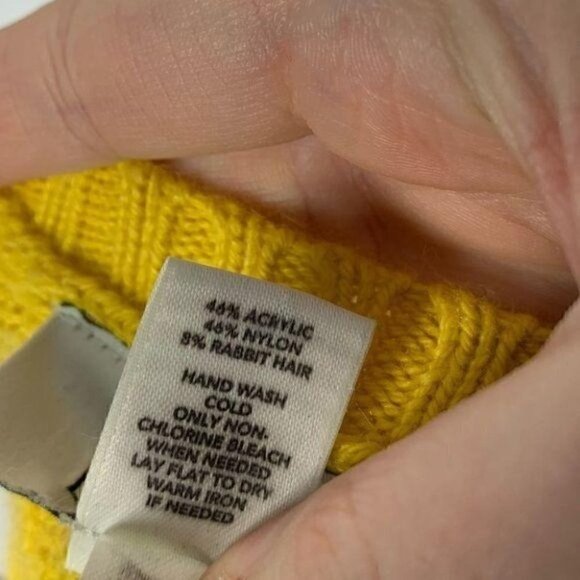 46% ACRYLIC
46% NYLON
8% RABBIT HAIR
HAND WASH
COLD
ONLY NON.
CHLORINE BLEACH
WHEN NEEDED
LAY FLAT TO DRY
WARM IRON
IF NEEDED